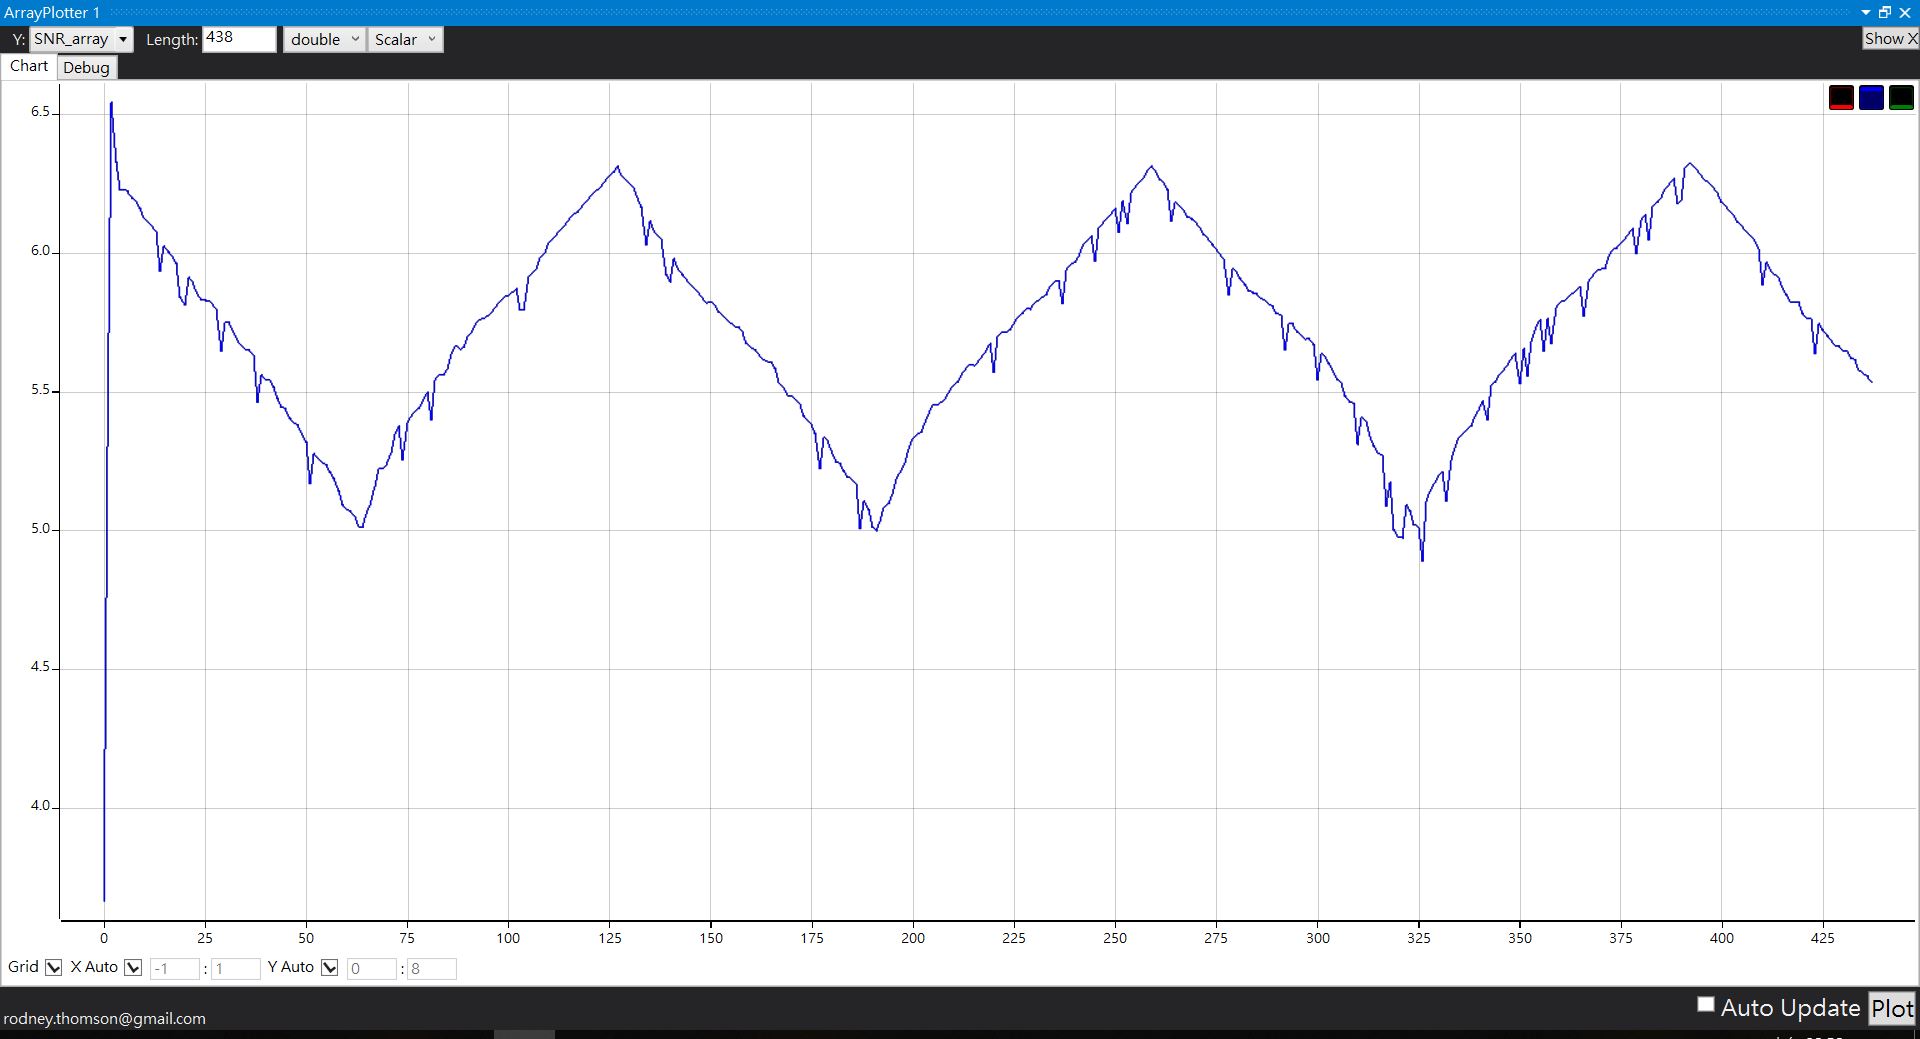 ArrayPlotter 1
Y: SNR_array Length: 438 double Scalar Show X
Chart Debug
6.5
6.0
5.5
5.0
4.5
4.0
0 25 50 75 100 125 150 175 200 225 250 275 300 325 350 375 400 425
Grid X Auto -1 : 1 Y Auto 0 : 8
Auto Update Plot
rodney.thomson@gmail.com